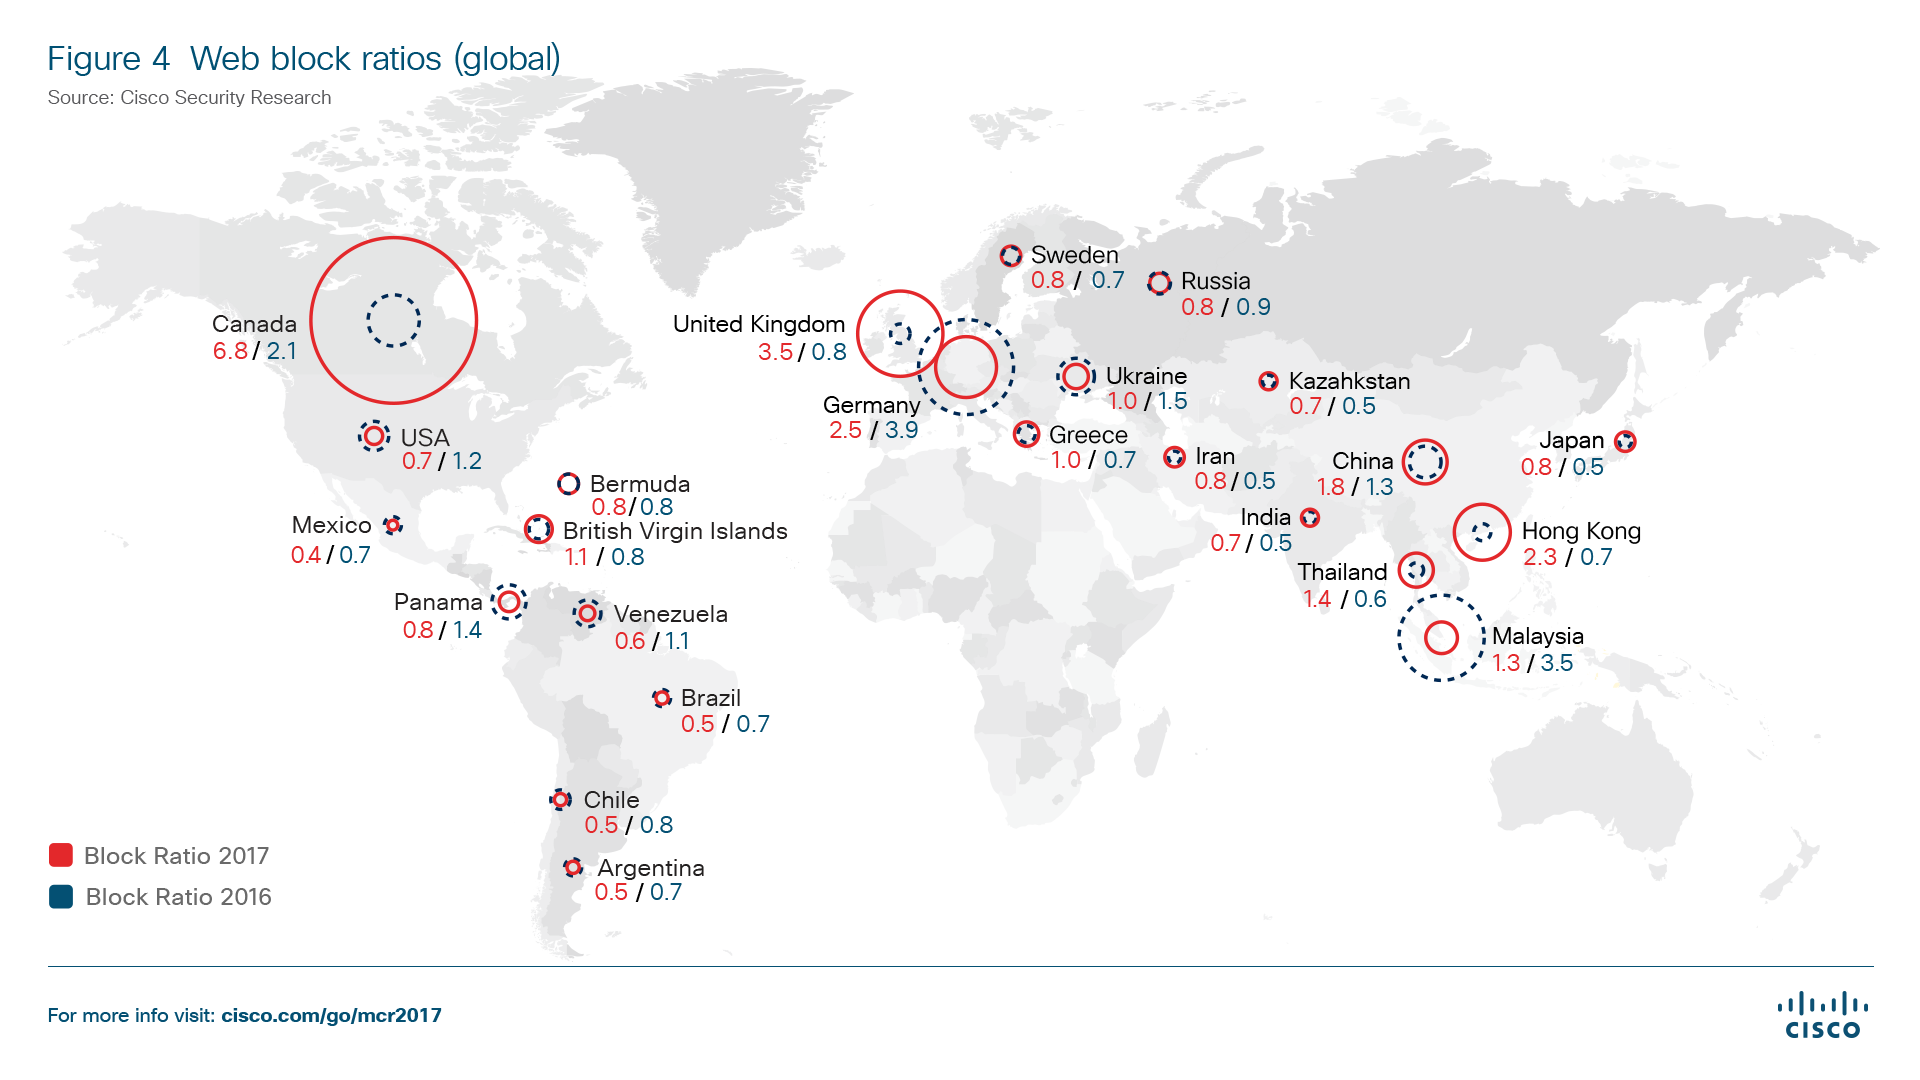 Figure 4 Web block ratios (global)
Source: Cisco Security Research
Canada
6.8 / 2.1
USA
0.7 / 1.2
Bermuda
0.8 / 0.8
British Virgin Islands
1.1 / 0.8
Mexico
0.4 / 0.7
Panama
0.8 / 1.4
Venezuela
0.6 / 1.1
Brazil
0.5 / 0.7
Chile
0.5 / 0.8
Argentina
0.5 / 0.7
United Kingdom
3.5 / 0.8
Germany
2.5 / 3.9
Sweden
0.8 / 0.7
Russia
0.8 / 0.9
Ukraine
1.0 / 1.5
Greece
1.0 / 0.7
Kazahkstan
0.7 / 0.5
Iran
0.8 / 0.5
India
0.7 / 0.5
China
1.8 / 1.3
Japan
0.8 / 0.5
Hong Kong
2.3 / 0.7
Thailand
1.4 / 0.6
Malaysia
1.3 / 3.5
Block Ratio 2017
Block Ratio 2016
For more info visit: cisco.com/go/mcr2017
CISCO